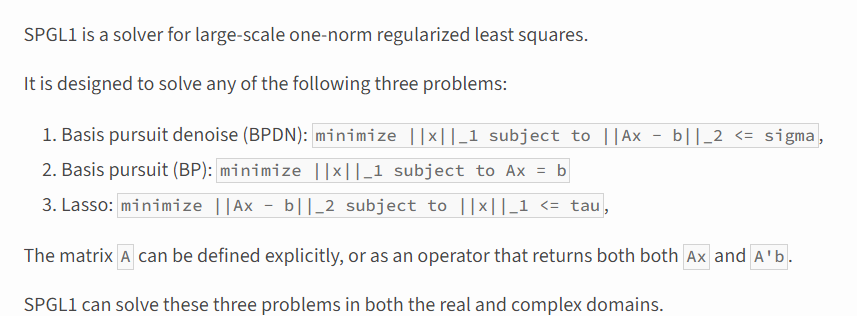 SPGL1 is a solver for large-scale one-norm regularized least squares.
It is designed to solve any of the following three problems:
1. Basis pursuit denoise (BPDN): minimize ||x||_1 subject to ||Ax - b||_2 <= sigma,
2. Basis pursuit (BP): minimize ||x||_1 subject to Ax = b
3. Lasso: minimize ||Ax - b||_2 subject to ||x||_1 <= tau,
The matrix A can be defined explicitly, or as an operator that returns both both Ax and A'b.
SPGL1 can solve these three problems in both the real and complex domains.